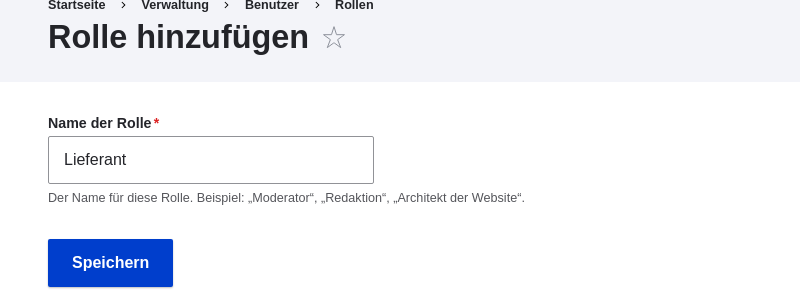 Startseite › Verwaltung › Benutzer › Rollen
Rolle hinzufügen ☆
Name der Rolle*
Lieferant
Der Name für diese Rolle. Beispiel: „Moderator“, „Redaktion“, „Architekt der Website“.
Speichern